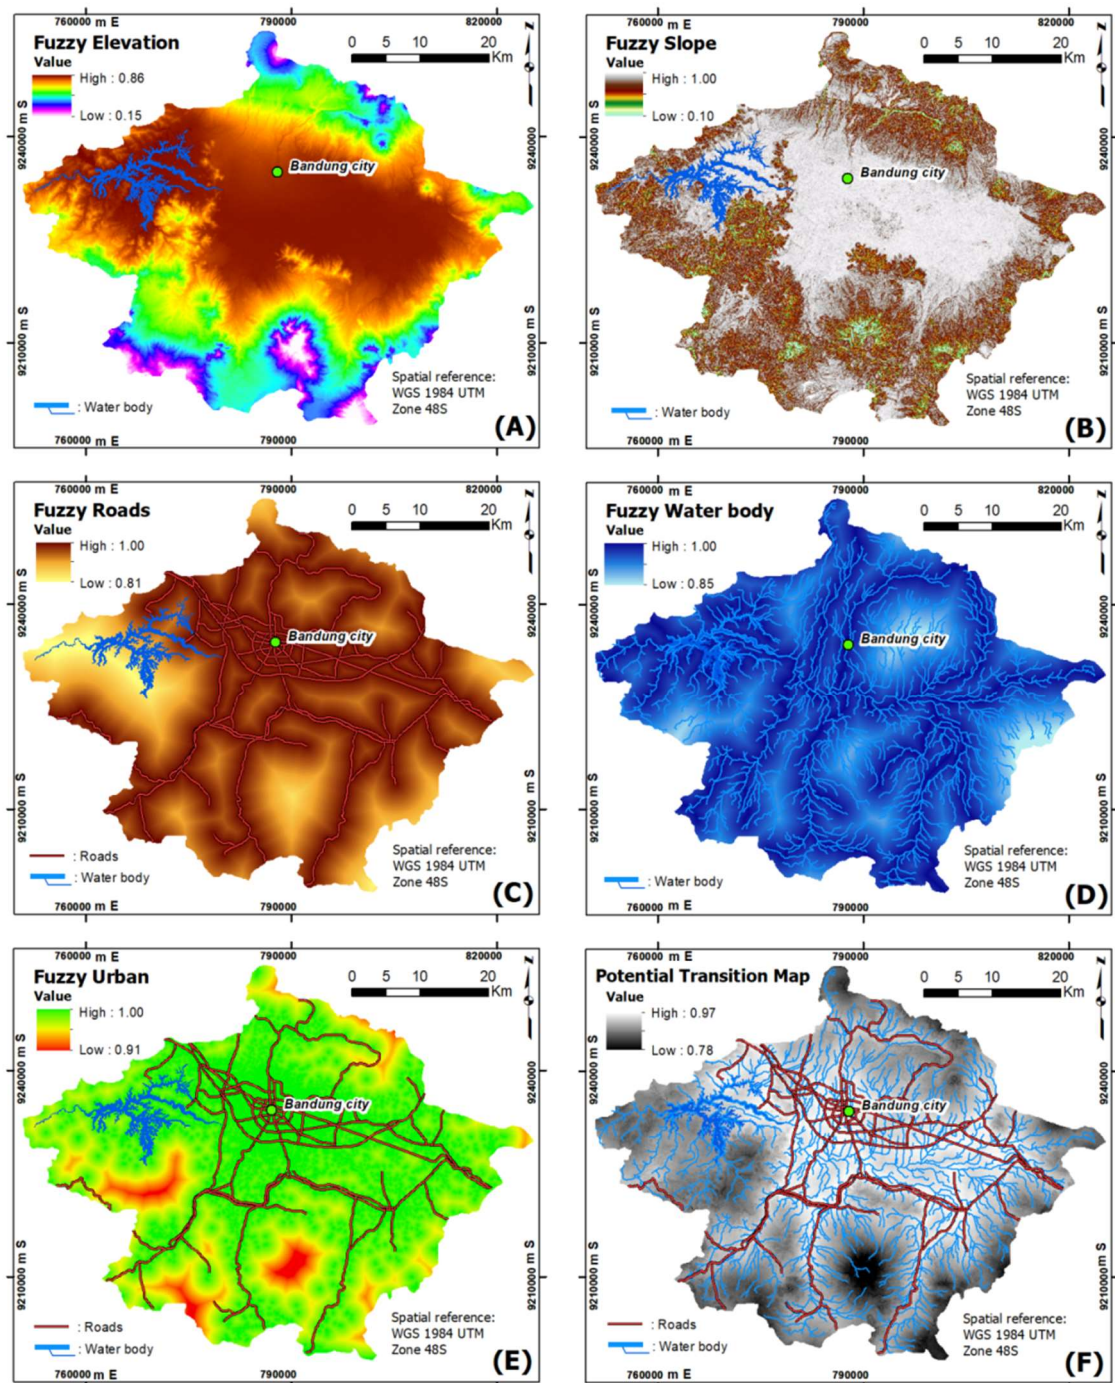 760000 m E 790000 820000
Fuzzy Elevation
Value
High : 0.86
Low : 0.15
0 5 10 20
Km
N
9240000 m S
9240000 m S
Bandung city
9210000 m S
9210000 m S
Spatial reference:
WGS 1984 UTM
Zone 48S
: Water body
(A)
760000 m E 790000
760000 m E 790000 820000
Fuzzy Slope
Value
High : 1.00
Low : 0.10
0 5 10 20
Km
N
9240000 m S
9240000 m S
Bandung city
9210000 m S
9210000 m S
Spatial reference:
WGS 1984 UTM
Zone 48S
: Water body
(B)
760000 m E 790000
760000 m E 790000 820000
Fuzzy Roads
Value
High : 1.00
Low : 0.81
0 5 10 20
Km
N
9240000 m S
9240000 m S
Bandung city
9210000 m S
9210000 m S
: Roads
: Water body
Spatial reference:
WGS 1984 UTM
Zone 48S
(C)
760000 m E 790000
760000 m E 790000 820000
Fuzzy Water body
Value
High : 1.00
Low : 0.85
0 5 10 20
Km
N
9240000 m S
9240000 m S
Bandung city
9210000 m S
9210000 m S
: Water body
Spatial reference:
WGS 1984 UTM
Zone 48S
(D)
760000 m E 790000
760000 m E 790000 820000
Fuzzy Urban
Value
High : 1.00
Low : 0.91
0 5 10 20
Km
N
9240000 m S
9240000 m S
Bandung city
9210000 m S
9210000 m S
: Roads
: Water body
Spatial reference:
WGS 1984 UTM
Zone 48S
(E)
760000 m E 790000
760000 m E 790000 820000
Potential Transition Map
Value
High : 0.97
Low : 0.78
0 5 10 20
Km
N
9240000 m S
9240000 m S
Bandung city
9210000 m S
9210000 m S
: Roads
: Water body
Spatial reference:
WGS 1984 UTM
Zone 48S
(F)
760000 m E 790000